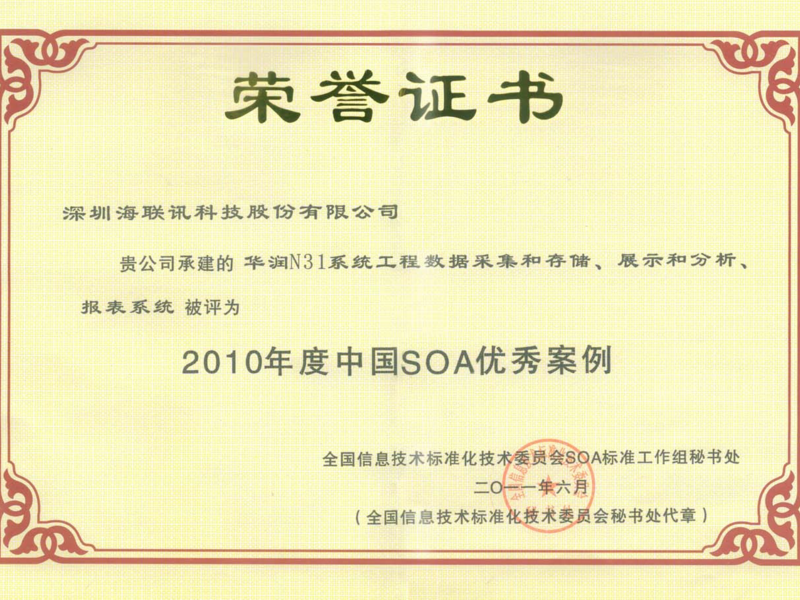 荣誉证书
深圳海联讯科技股份有限公司
贵公司承建的 华润N31系统工程数据采集和存储、展示和分析、
报表系统 被评为
2010年度中国SOA优秀案例
全国信息技术标准化技术委员会SOA标准工作组秘书处
二〇一一年六月
（全国信息技术标准化技术委员会秘书处代章）